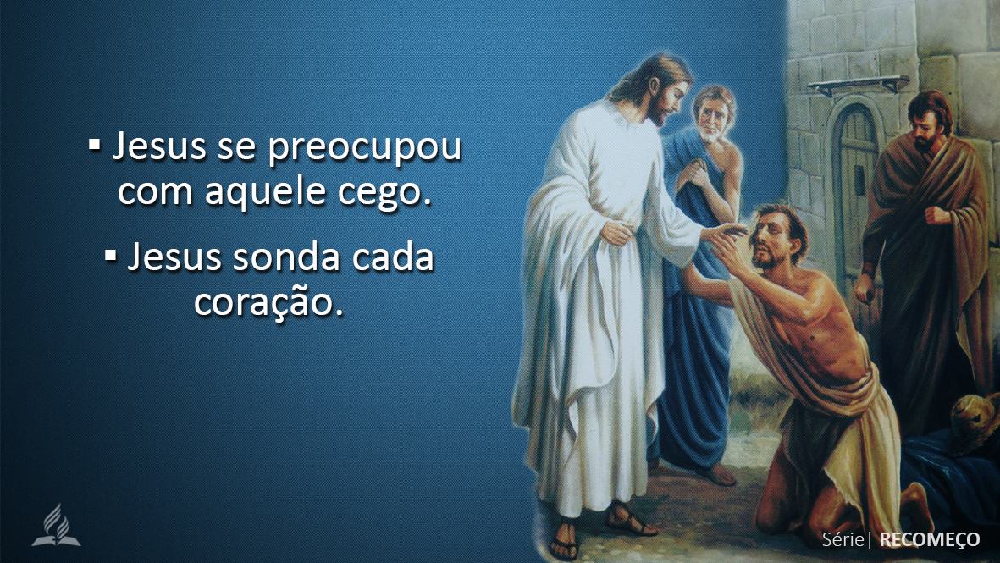 ▪ Jesus se preocupou
com aquele cego.
▪ Jesus sonda cada
coração.
Série| RECOMEÇO